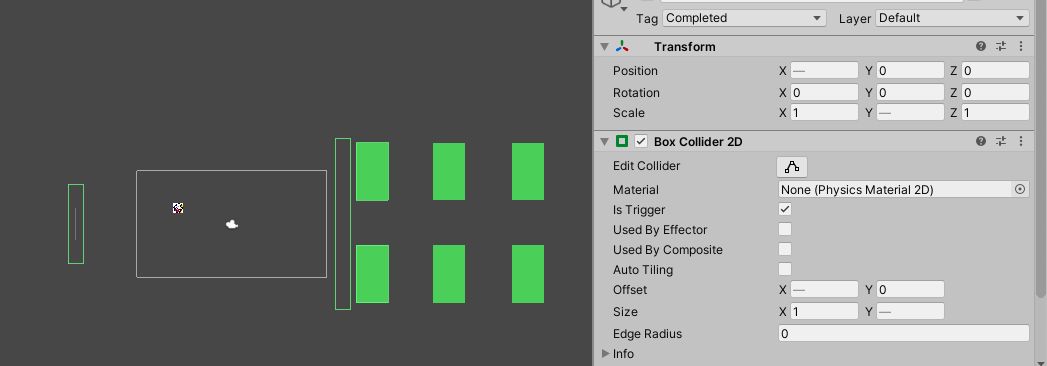 Tag Completed Layer Default
Transform
Position X — Y 0 Z 0
Rotation X 0 Y 0 Z 0
Scale X 1 Y — Z 1
Box Collider 2D
Edit Collider
Material None (Physics Material 2D)
Is Trigger
Used By Effector
Used By Composite
Auto Tiling
Offset X — Y 0
Size X 1 Y —
Edge Radius 0
Info